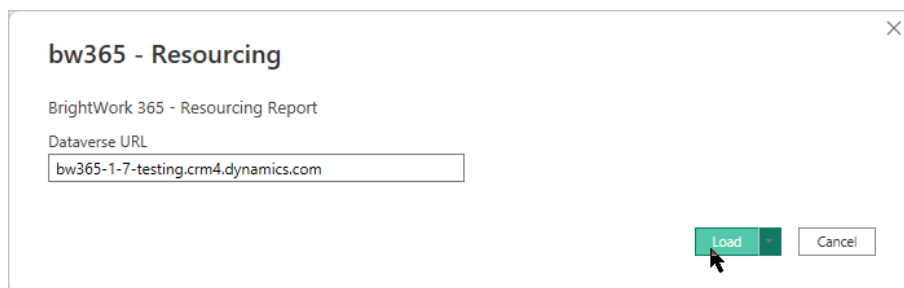 bw365 - Resourcing
BrightWork 365 - Resourcing Report
Dataverse URL
bw365-1-7-testing.crm4.dynamics.com
Load
Cancel